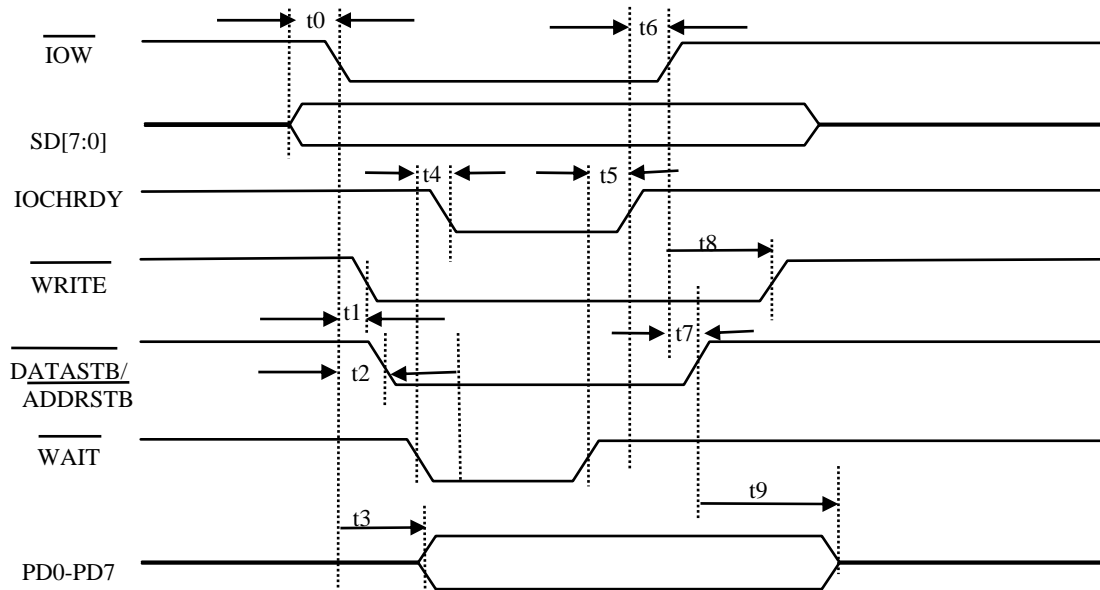 t0
t6
IOW
SD[7:0]
t4
t5
IOCHRDY
t8
WRITE
t1
t7
DATASTB/
t2
ADDRSTB
WAIT
t9
t3
PD0-PD7